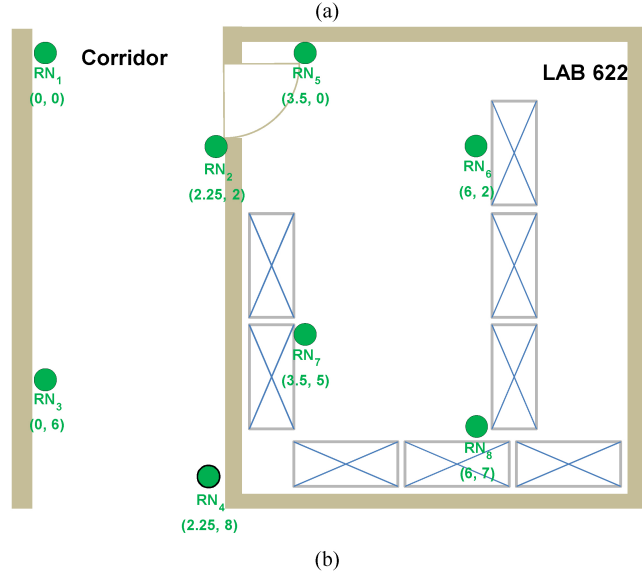 (a)
Corridor
RN1
(0, 0)
RN5
(3.5, 0)
LAB 622
RN2
(2.25, 2)
RN6
(6, 2)
RN7
(3.5, 5)
RN3
(0, 6)
RN8
(6, 7)
RN4
(2.25, 8)
(b)